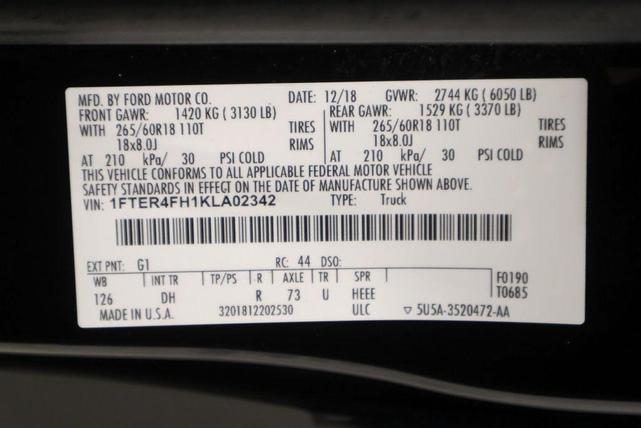 MFD. BY FORD MOTOR CO. DATE: 12/18 GVWR: 2744 KG ( 6050 LB)
FRONT GAWR: 1420 KG ( 3130 LB) REAR GAWR: 1529 KG ( 3370 LB)
WITH 265/60R18 110T TIRES WITH 265/60R18 110T TIRES
18x8.0J RIMS 18x8.0J RIMS
AT 210 kPa/ 30 PSI COLD AT 210 kPa/ 30 PSI COLD
THIS VEHICLE CONFORMS TO ALL APPLICABLE FEDERAL MOTOR VEHICLE
SAFETY STANDARDS IN EFFECT ON THE DATE OF MANUFACTURE SHOWN ABOVE.
VIN: 1FTER4FH1KLA02342 TYPE: Truck
EXT PNT: G1 RC: 44 DSO:
WB INT TR TP/PS R AXLE TR SPR F0190
126 DH R 73 U HEEE T0685
MADE IN U.S.A. 3201812202530 ULC ▽ 5U5A-3520472-AA